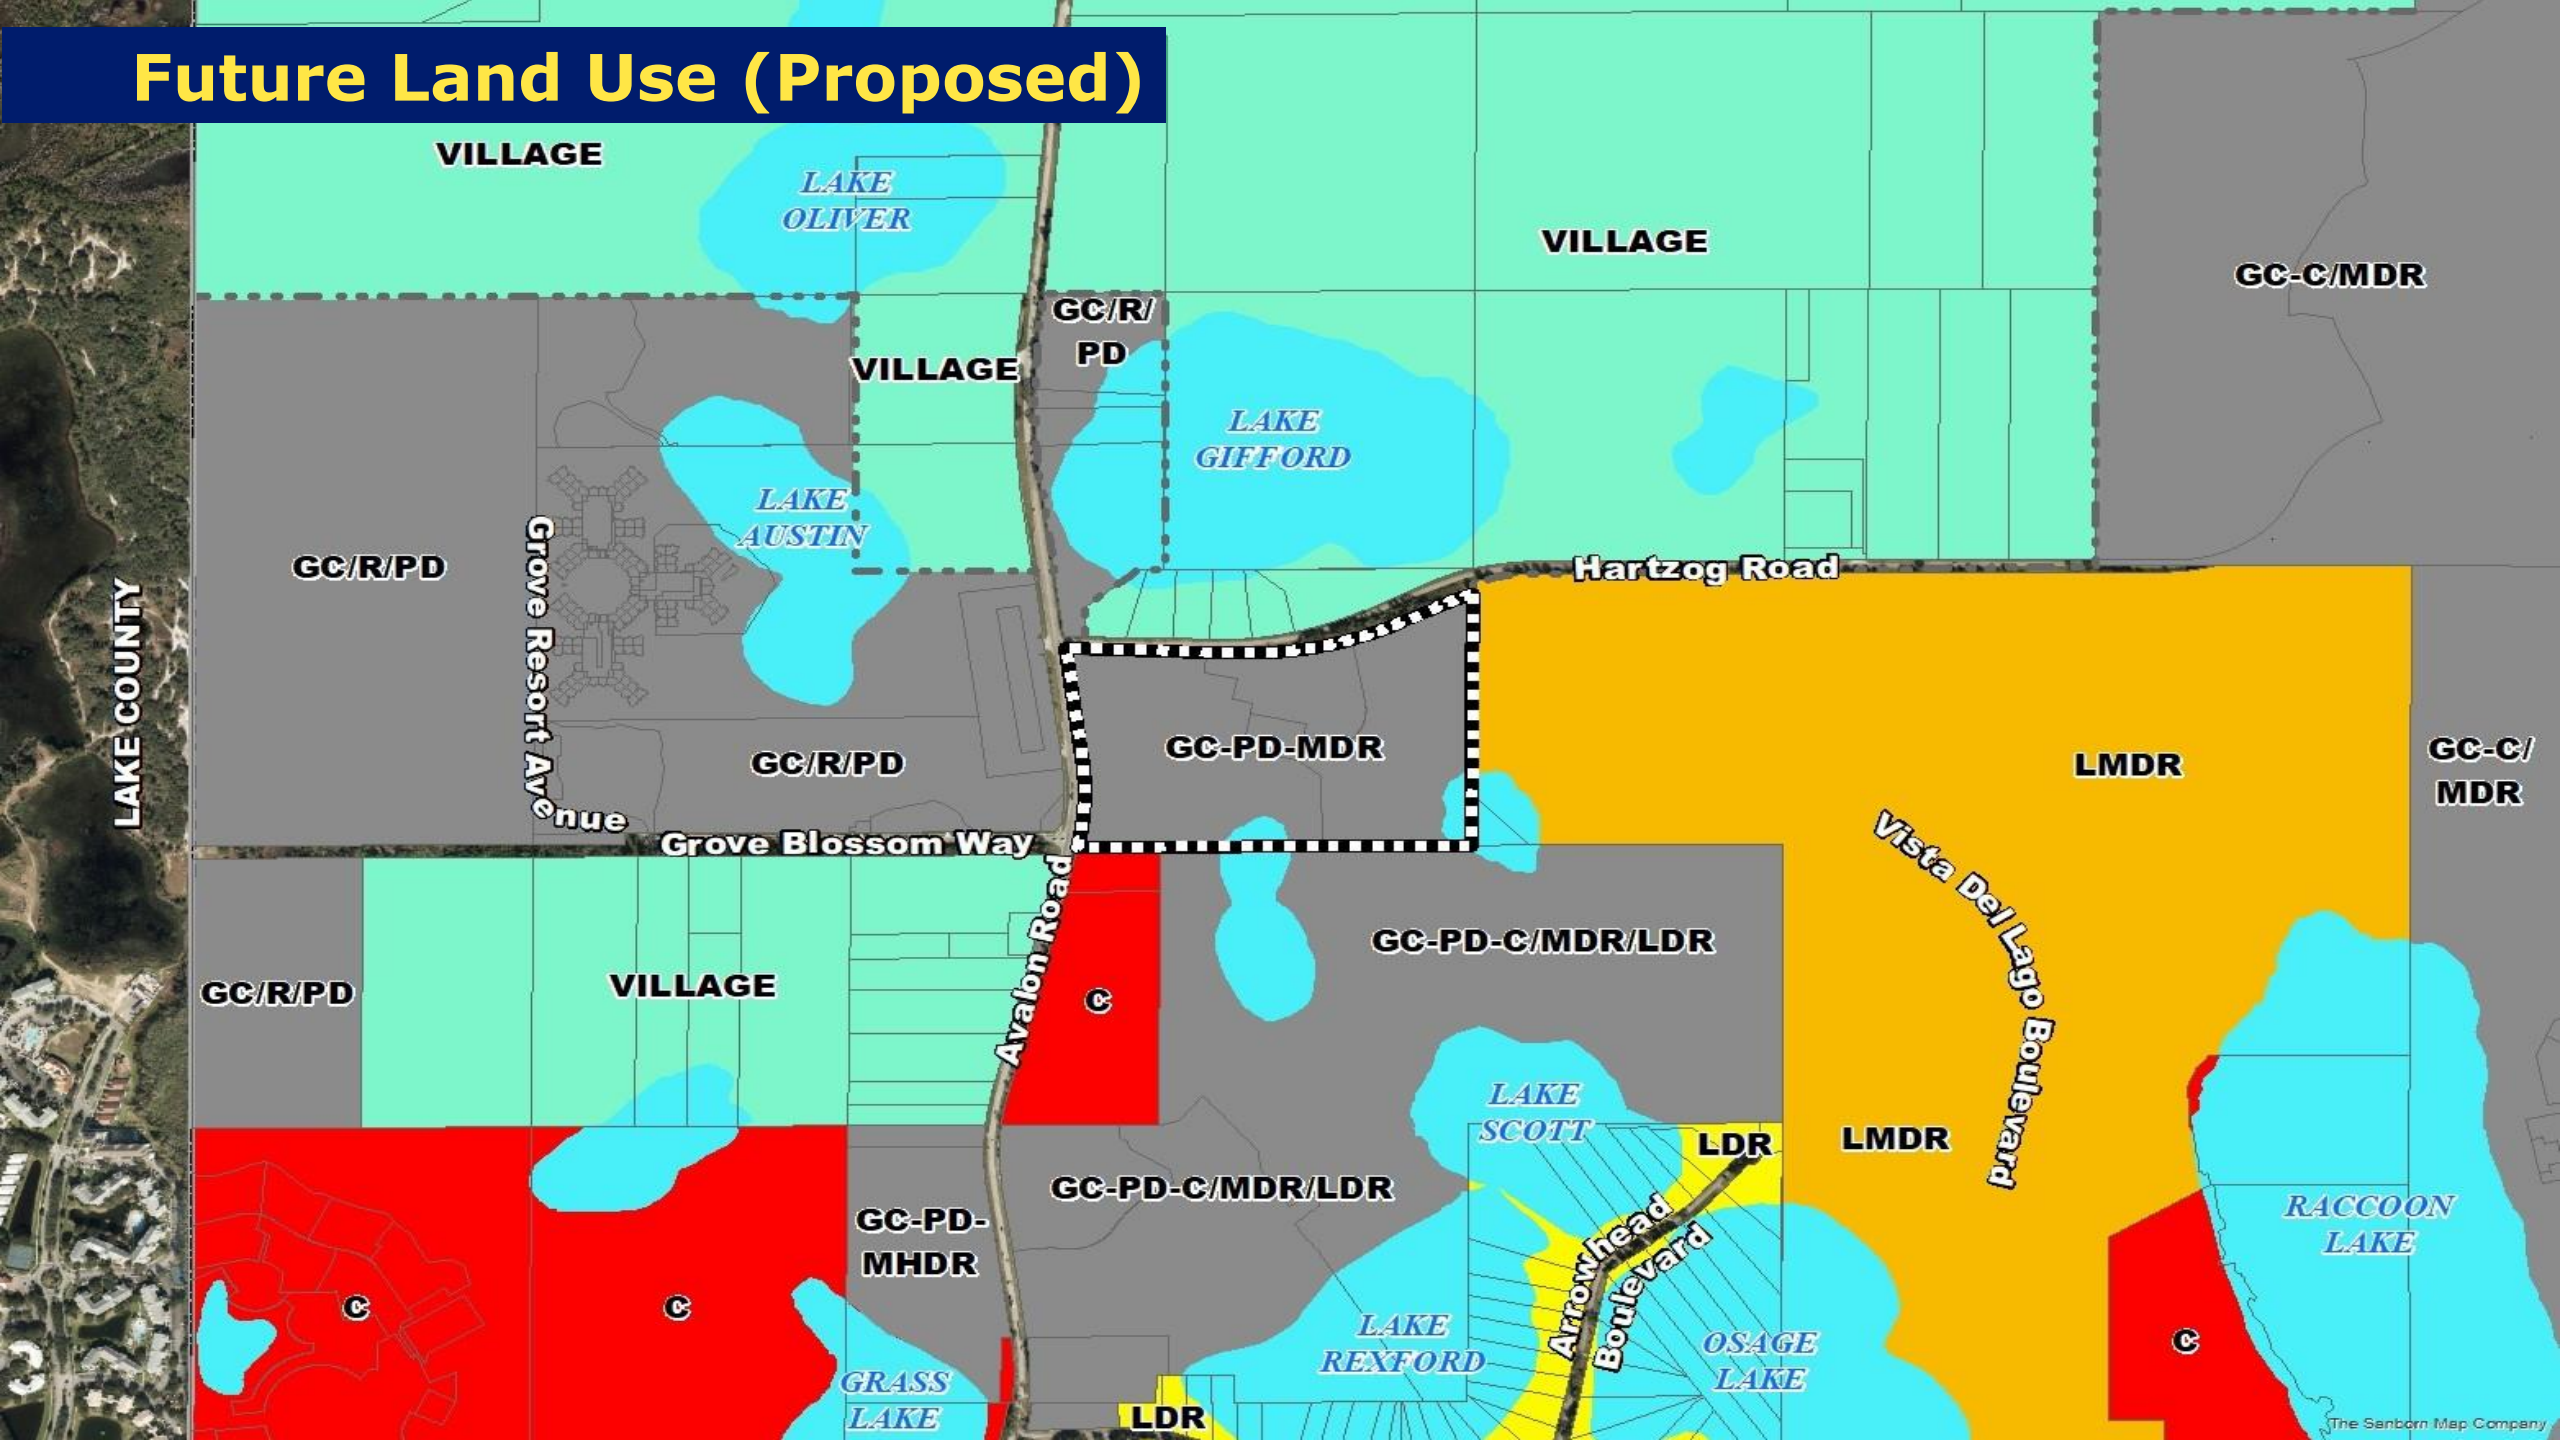 Future Land Use (Proposed)
VILLAGE
LAKE
OLIVER
VILLAGE
GC-C/MDR
GC/R/
PD
VILLAGE
LAKE
GIFFORD
LAKE
AUSTIN
GC/R/PD
Grove Resort Avenue
Hartzog Road
LAKE COUNTY
GC/R/PD
GC-PD-MDR
LMDR
GC-C/
MDR
Grove Blossom Way
Vista Del Lago Boulevard
Avalon Road
GC-PD-C/MDR/LDR
GC/R/PD
VILLAGE
C
LAKE
SCOTT
LDR
LMDR
GC-PD-C/MDR/LDR
GC-PD-
MHDR
Arrowhead
Boulevard
RACCOON
LAKE
C
C
LAKE
REXFORD
OSAGE
LAKE
C
GRASS
LAKE
LDR
The Sanborn Map Company